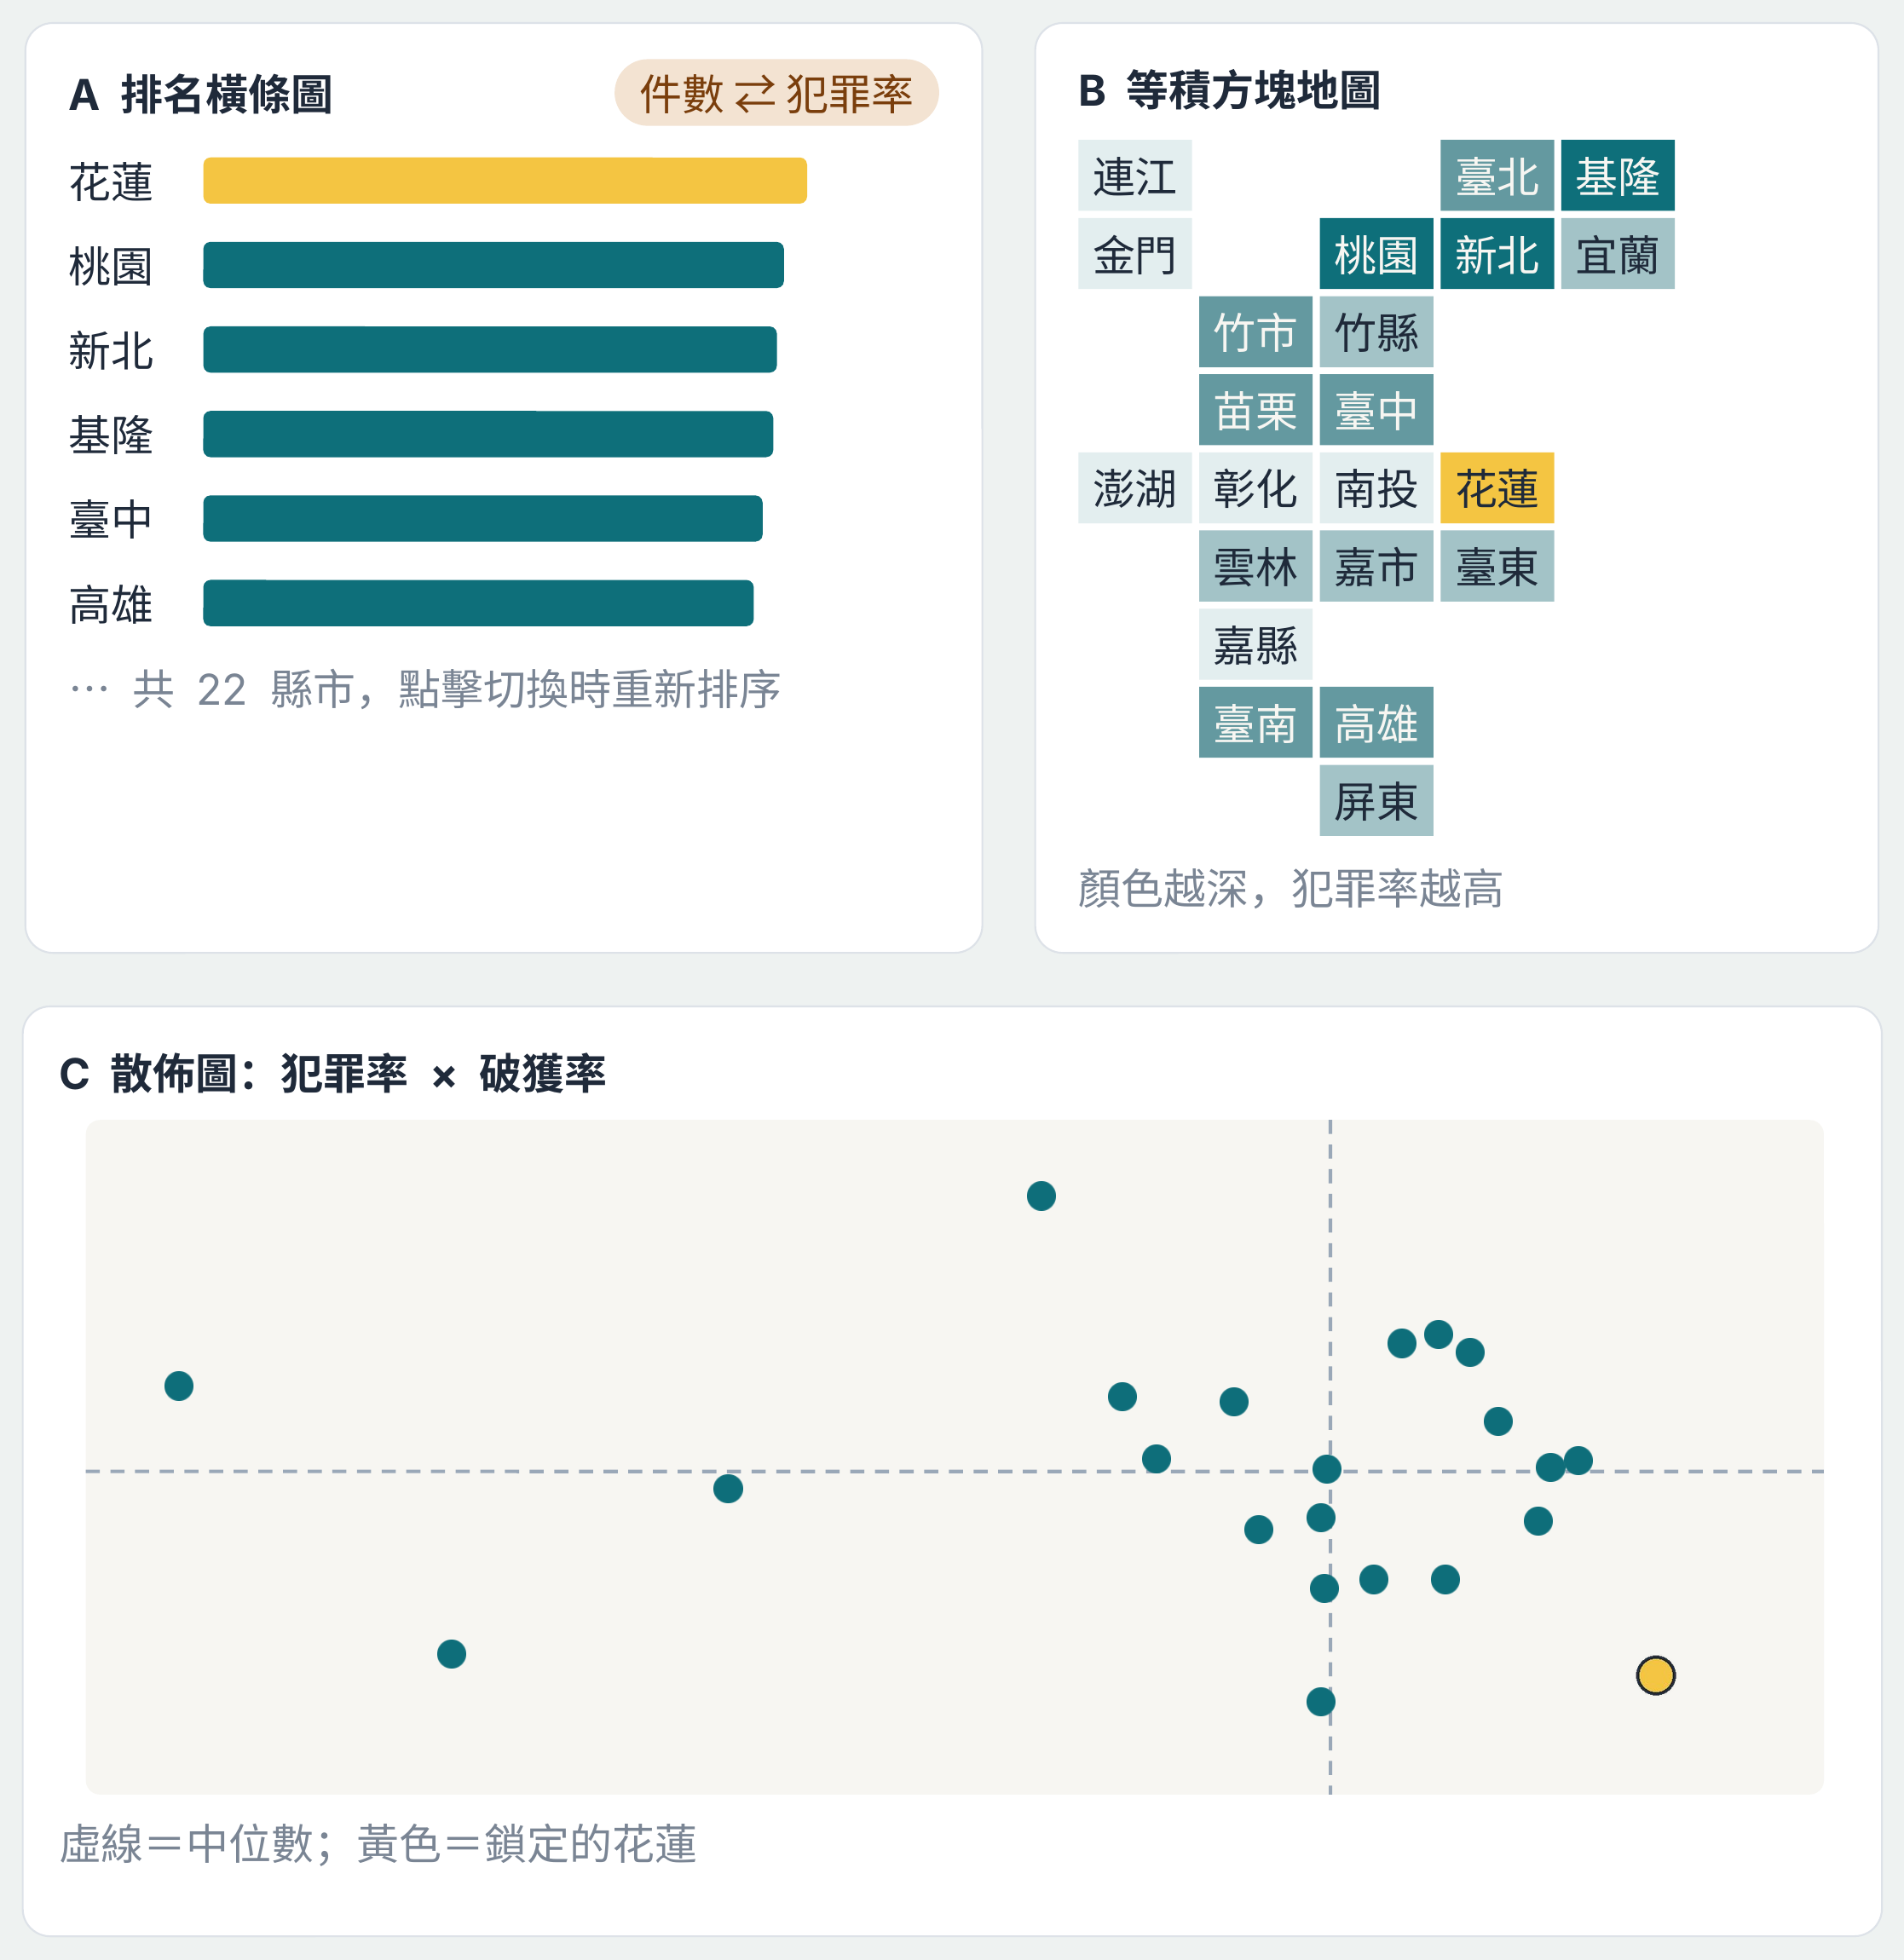 A 排名橫條圖
件數 ⇄ 犯罪率
花蓮
桃園
新北
基隆
臺中
高雄
… 共 22 縣市，點擊切換時重新排序
B 等積方塊地圖
連江 臺北 基隆
金門 桃園 新北 宜蘭
竹市 竹縣
苗栗 臺中
澎湖 彰化 南投 花蓮
雲林 嘉市 臺東
嘉縣
臺南 高雄
屏東
顏色越深，犯罪率越高
C 散佈圖：犯罪率 × 破獲率
虛線＝中位數；黃色＝鎖定的花蓮